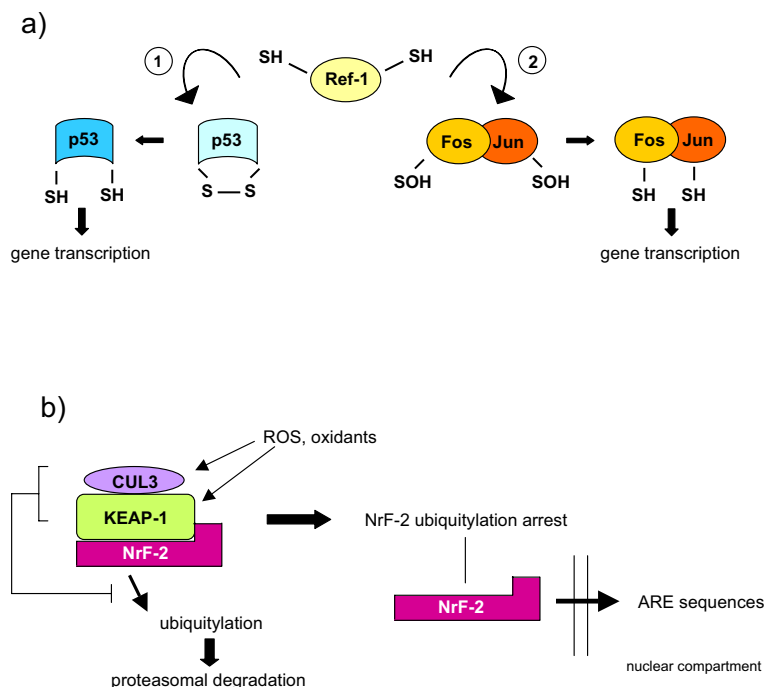 a)
1
SH
Ref-1
SH
2
p53
p53
Fos
Jun
Fos
Jun
SH
SH
S
S
SOH
SOH
SH
SH
gene transcription
gene transcription
b)
ROS, oxidants
CUL3
KEAP-1
NrF-2
NrF-2 ubiquitylation arrest
NrF-2
ARE sequences
ubiquitylation
nuclear compartment
proteasomal degradation